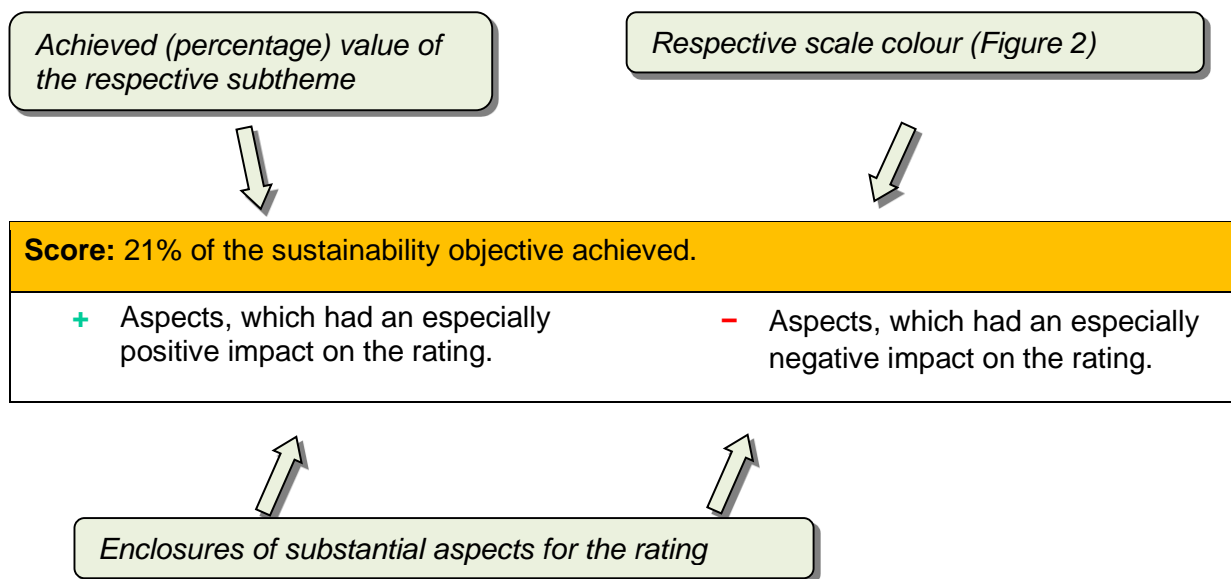 Achieved (percentage) value of
the respective subtheme
Respective scale colour (Figure 2)
Score: 21% of the sustainability objective achieved.
+ Aspects, which had an especially
positive impact on the rating.
− Aspects, which had an especially
negative impact on the rating.
Enclosures of substantial aspects for the rating